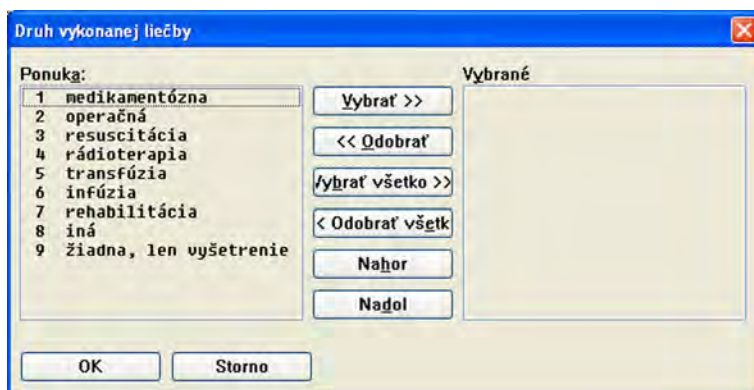 Druh vykonanej liečby
Ponuka:
1 medikamentózna
2 operačná
3 resuscitácia
4 rádioterapia
5 transfúzia
6 infúzia
7 rehabilitácia
8 iná
9 žiadna, len vyšetrenie
Vybrať >>
<< Odobrať
Vybrať všetko >>
< Odobrať všetk
Nahor
Nadol
Vybrané
OK
Storno